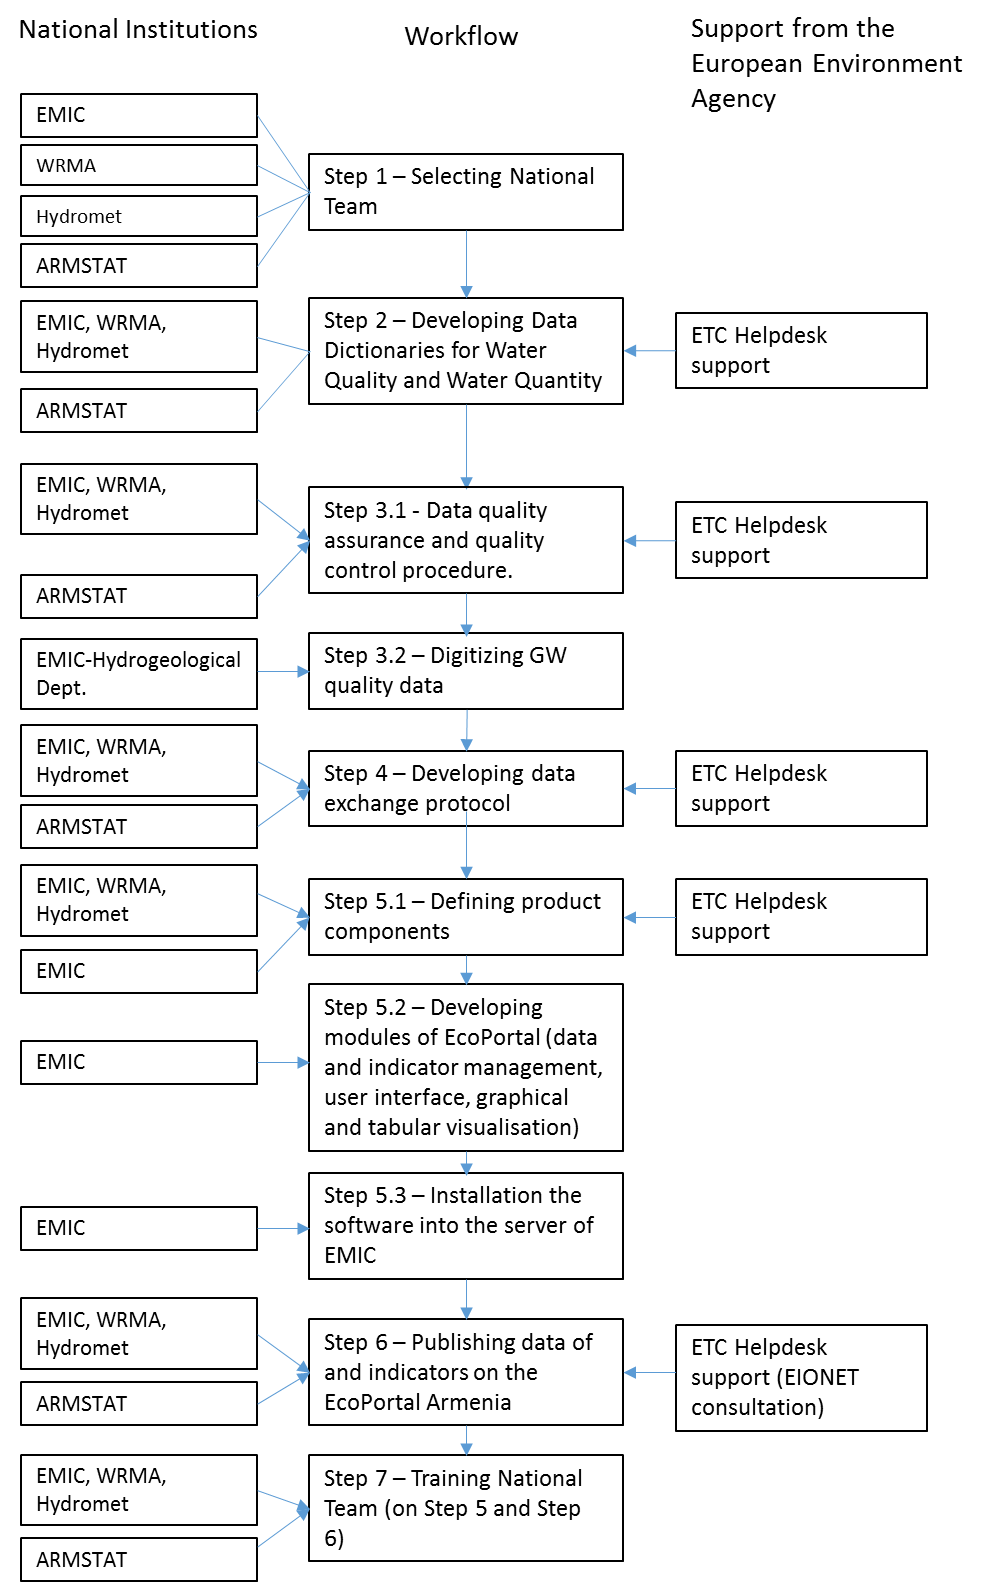 National Institutions
Workflow
Support from the
European Environment
Agency
EMIC
WRMA
Hydromet
ARMSTAT
Step 1 – Selecting National
Team
EMIC, WRMA,
Hydromet
ARMSTAT
Step 2 – Developing Data
Dictionaries for Water
Quality and Water Quantity
ETC Helpdesk
support
EMIC, WRMA,
Hydromet
ARMSTAT
Step 3.1 - Data quality
assurance and quality
control procedure.
ETC Helpdesk
support
EMIC-Hydrogeological
Dept.
Step 3.2 – Digitizing GW
quality data
EMIC, WRMA,
Hydromet
ARMSTAT
Step 4 – Developing data
exchange protocol
ETC Helpdesk
support
EMIC, WRMA,
Hydromet
EMIC
Step 5.1 – Defining product
components
ETC Helpdesk
support
EMIC
Step 5.2 – Developing
modules of EcoPortal (data
and indicator management,
user interface, graphical
and tabular visualisation)
EMIC
Step 5.3 – Installation the
software into the server of
EMIC
EMIC, WRMA,
Hydromet
ARMSTAT
Step 6 – Publishing data of
and indicators on the
EcoPortal Armenia
ETC Helpdesk
support (EIONET
consultation)
EMIC, WRMA,
Hydromet
ARMSTAT
Step 7 – Training National
Team (on Step 5 and Step
6)